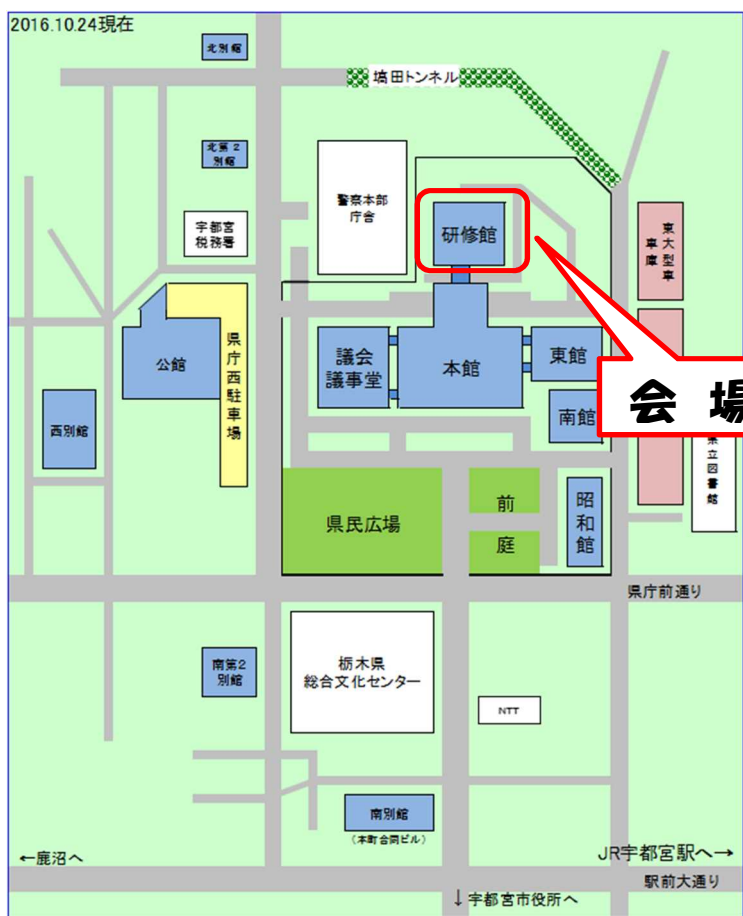 2016.10.24現在
北別館
塙田トンネル
北第2
別館
警察本部
庁舎
宇都宮
税務署
研修館
東大型車
車庫
県庁西駐車場
公館
議会
議事堂
本館
東館
会場
西別館
南館
県立図書館
県民広場
前庭
昭和館
県庁前通り
南第2
別館
栃木県
総合文化センター
NTT
南別館
(本町合同ビル)
←鹿沼へ
JR宇都宮駅へ→
駅前大通り
↓宇都宮市役所へ